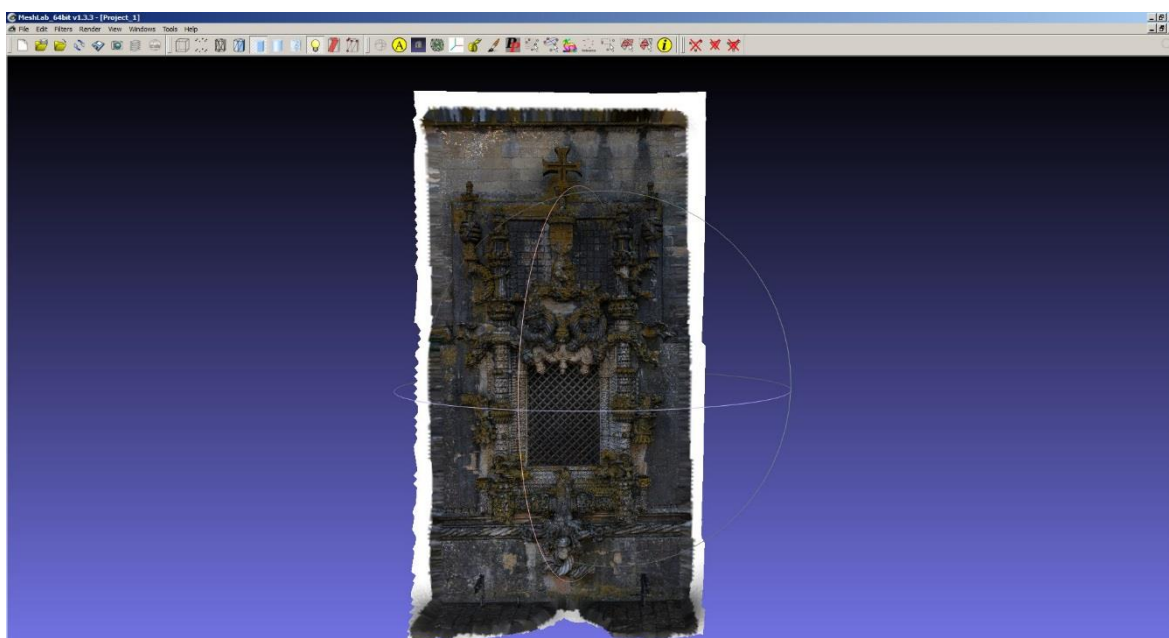 MeshLab_64bit v1.3.3 - [Project_1]
File Edit Filters Render View Windows Tools Help
A
i